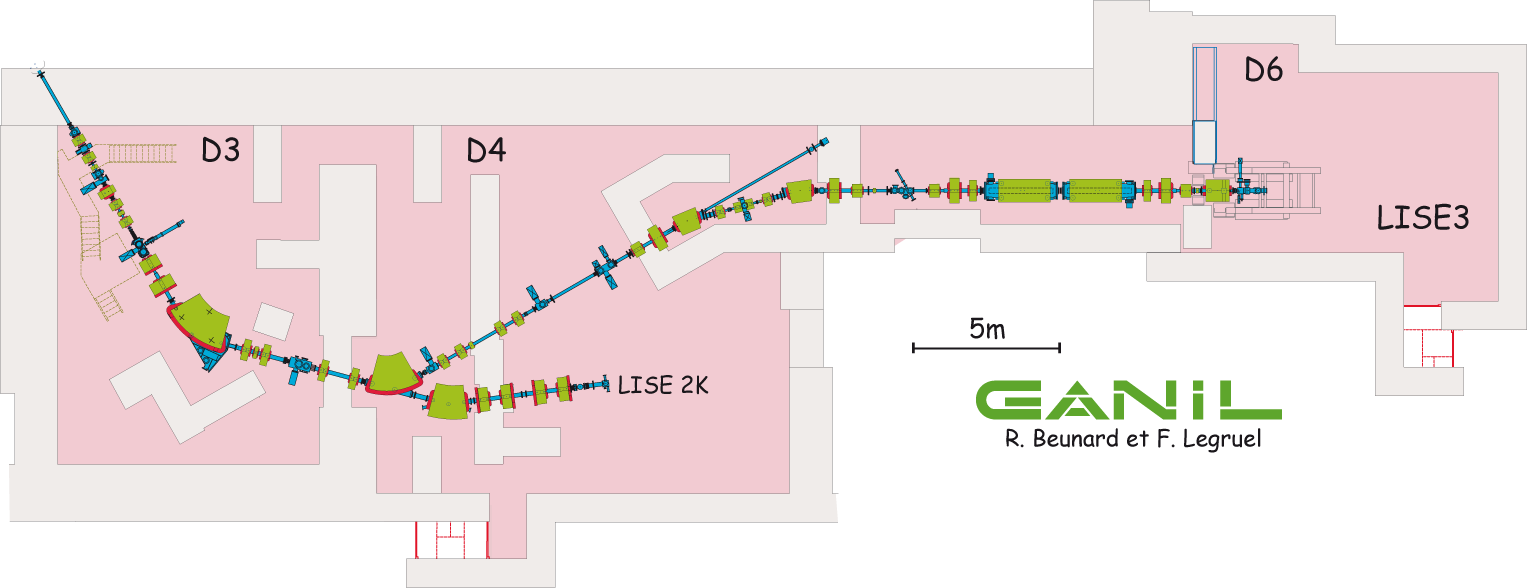 D6
D3
D4
LISE3
5m
LISE 2K
GANIL
R. Beunard et F. Legruel